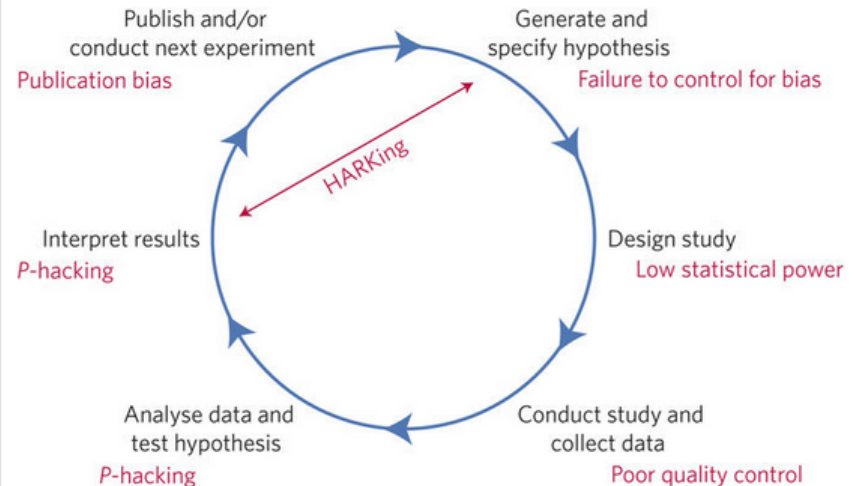 Publish and/or
conduct next experiment
Publication bias
Generate and
specify hypothesis
Failure to control for bias
HARKing
Interpret results
P-hacking
Design study
Low statistical power
Analyse data and
test hypothesis
P-hacking
Conduct study and
collect data
Poor quality control